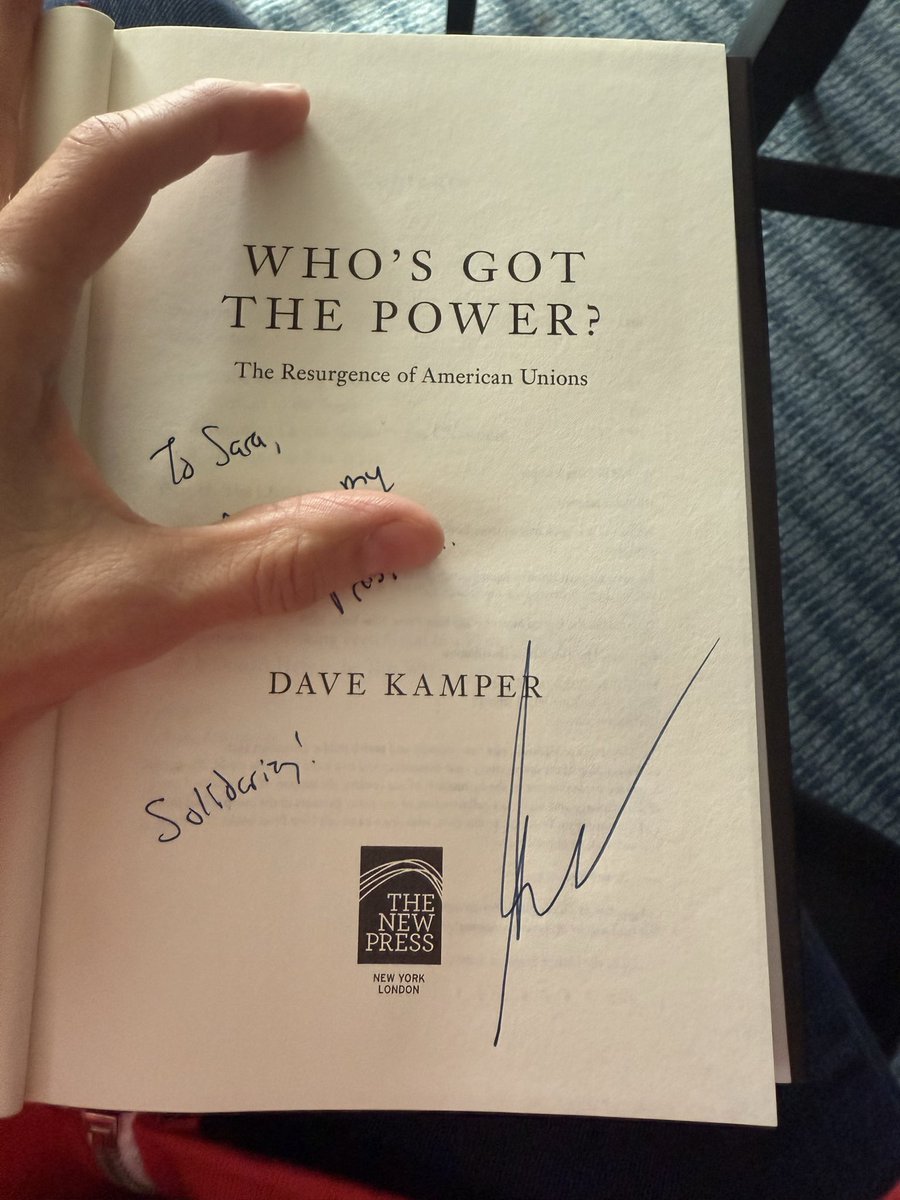 WHO'S GOT
THE POWER?
The Resurgence of American Unions
To Sara,
my
DAVE KAMPER
Solidarity!
THE
NEW
PRESS
NEW YORK
LONDON